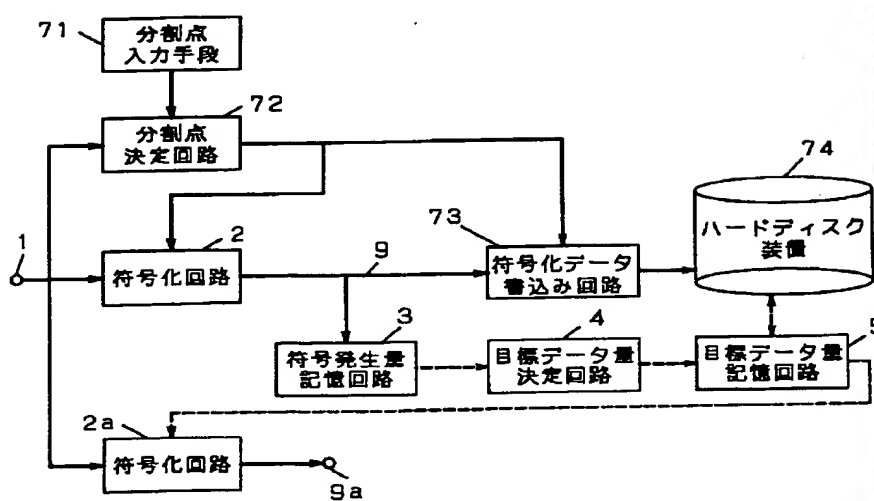 71
分割点
入力手段
72
分割点
決定回路
74
ハードディスク
装置
73
符号化データ
書込み回路
1
2
符号化回路
9
3
符号発生量
記憶回路
4
目標データ量
決定回路
5
目標データ量
記憶回路
2a
符号化回路
9a